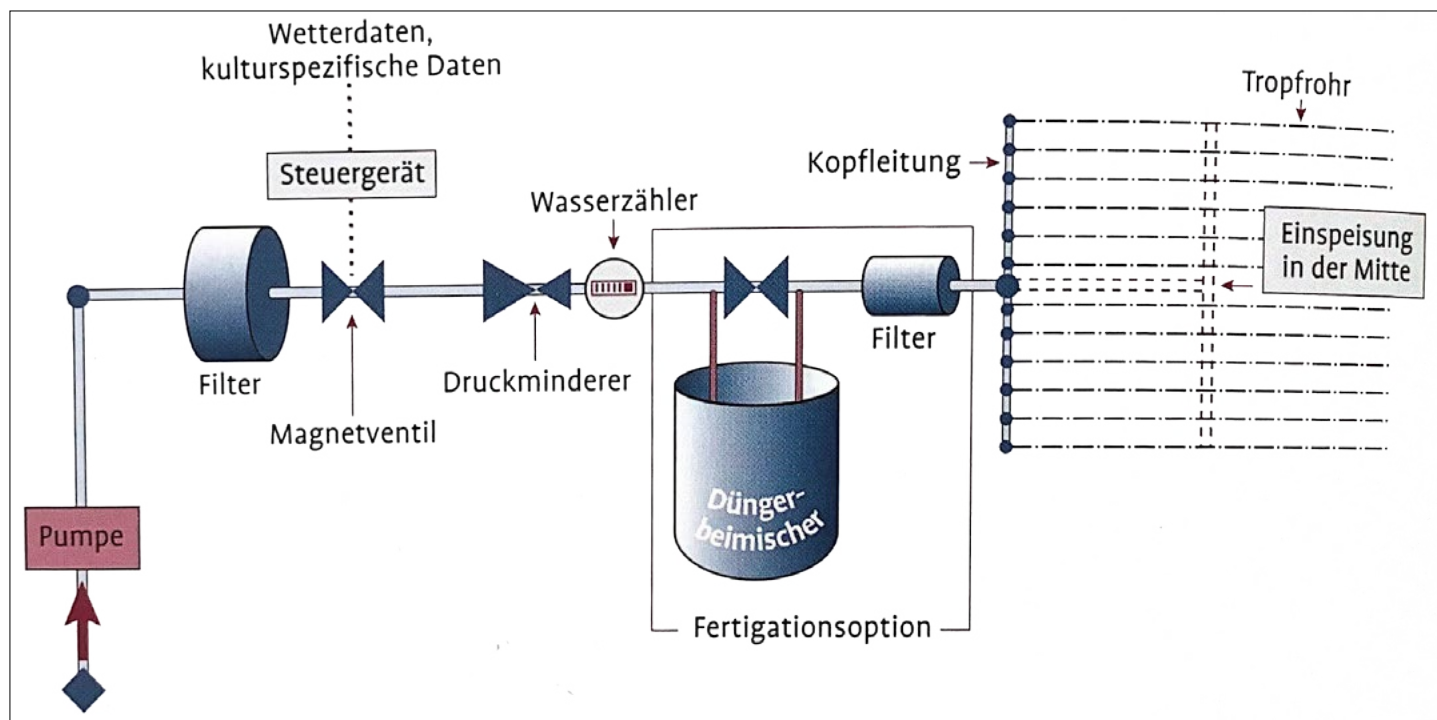 Wetterdaten,
kulturspezifische Daten
Steuergerät
Filter
Magnetventil
Druckminderer
Wasserzähler
Pumpe
Dünger-
beimischer
Filter
Fertigationsoption
Kopfleitung
Tropfrohr
Einspeisung
in der Mitte